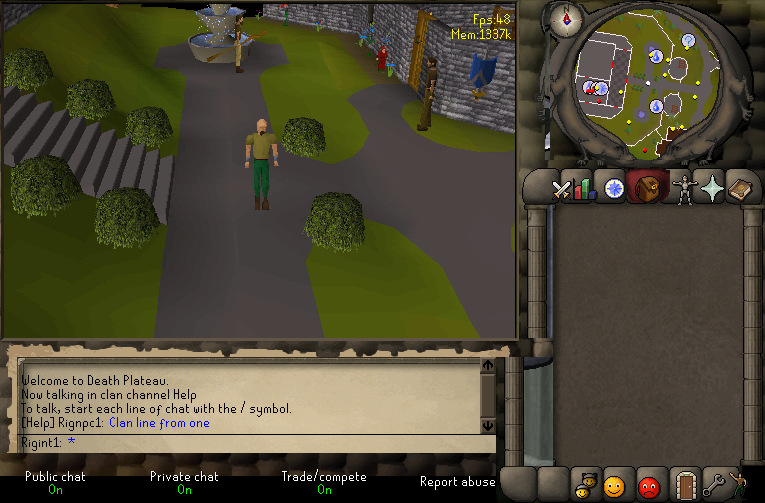 Fps:48
Mem:1337k
Welcome to Death Plateau.
Now talking in clan channel Help
To talk, start each line of chat with the / symbol.
[Help] Rignpc1: Clan line from one
Rigint1: *
Public chat
On
Private chat
On
Trade/compete
On
Report abuse